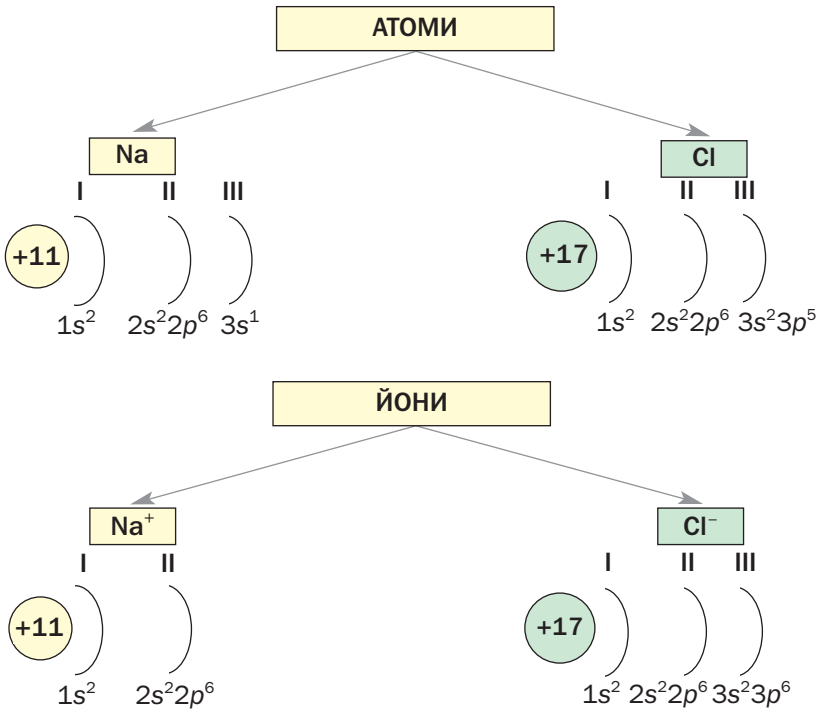 АТОМИ
Na Cl
I II III I II III
+11 +17
1s² 2s²2p⁶ 3s¹ 1s² 2s²2p⁶ 3s²3p⁵
ЙОНИ
Na⁺ Cl⁻
I II I II III
+11 +17
1s² 2s²2p⁶ 1s² 2s²2p⁶ 3s²3p⁶